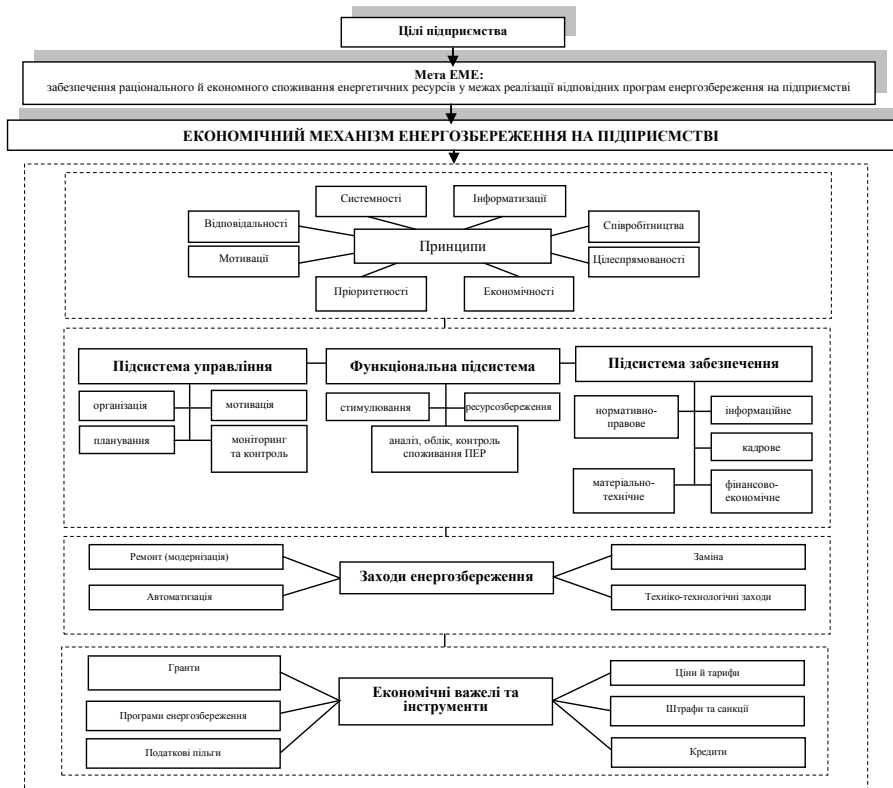 Цілі підприємства
Мета ЕМЕ:
забезпечення раціонального й економного споживання енергетичних ресурсів у межах реалізації відповідних програм енергозбереження на підприємстві
ЕКОНОМІЧНИЙ МЕХАНІЗМ ЕНЕРГОЗБЕРЕЖЕННЯ НА ПІДПРИЄМСТВІ
Системності
Інформатизації
Відповідальності
Співробітництва
Принципи
Мотивації
Цілеспрямованості
Пріоритетності
Економічності
Підсистема управління
Функціональна підсистема
Підсистема забезпечення
організація
мотивація
планування
моніторинг
та контроль
стимулювання
ресурсозбереження
аналіз, облік, контроль
споживання ПЕР
нормативно-
правове
інформаційне
кадрове
матеріально-
технічне
фінансово-
економічне
Ремонт (модернізація)
Заміна
Заходи енергозбереження
Автоматизація
Техніко-технологічні заходи
Гранти
Ціни й тарифи
Економічні важелі та
інструменти
Програми енергозбереження
Штрафи та санкції
Податкові пільги
Кредити